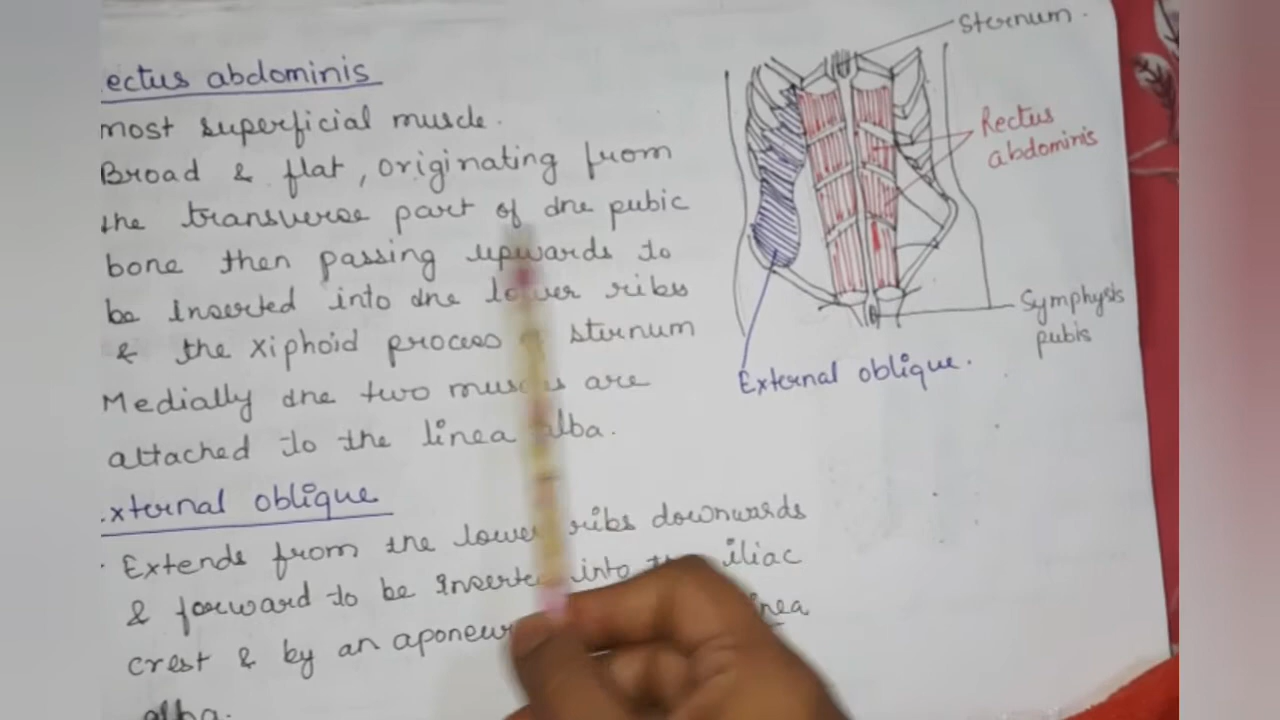 ectus abdominis
most superficial muscle.
Broad & flat, originating from
the transverse part of the pubic
bone then passing upwards to
be inserted into the lower ribs
& the xiphoid process sternum
Medially the two are
attached to the linea alba.
xternal oblique
Extends from the lower ribs downwards
& forward to be into iliac
crest & by an
alba.
Sternum.
Rectus
abdominis
Symphysis
pubis
External oblique.